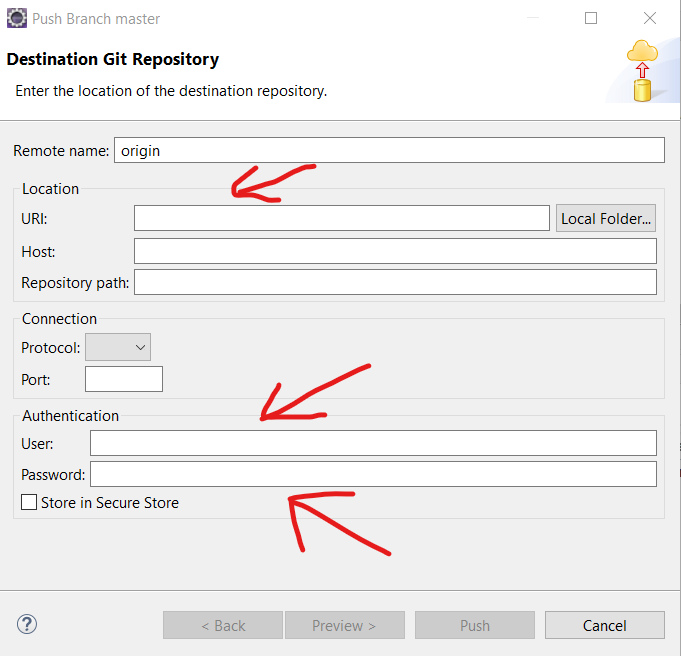 Push Branch master
Destination Git Repository
Enter the location of the destination repository.
Remote name: origin
Location
URI: Local Folder...
Host:
Repository path:
Connection
Protocol:
Port:
Authentication
User:
Password:
Store in Secure Store
? < Back Preview > Push Cancel